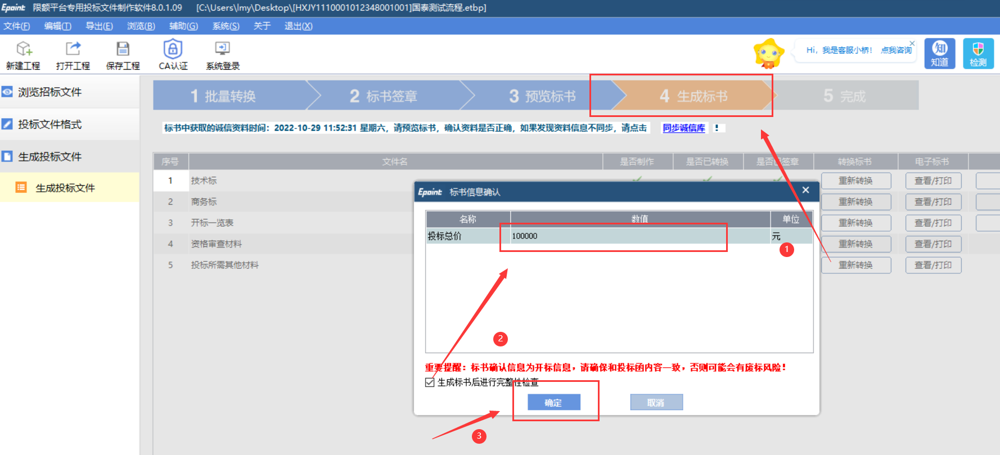 Epoint 限额平台专用投标文件制作软件8.0.1.09 [C:\Users\lmy\Desktop\[HXJY1110001012348001001]国泰测试流程.etbp]
文件(F) 编辑(T) 导出(E) 浏览(B) 辅助(G) 系统(S) 关于 退出(X)
新建工程 打开工程 保存工程 CA认证 系统登录
Hi，我是客服小桥！ 点我咨询
知 知道
检测
浏览招标文件
投标文件格式
生成投标文件
生成投标文件
1 批量转换 2 标书签章 3 预览标书 4 生成标书 5 完成
标书中获取的诚信资料时间：2022-10-29 11:52:31 星期六，请预览标书，确认资料是否正确，如果发现资料信息不同步，请点击 同步诚信库 ！
序号 文件名 是否制作 是否已转换 是否已签章 转换标书 电子标书
1 技术标 重新转换 查看/打印
2 商务标 重新转换 查看/打印
3 开标一览表 重新转换 查看/打印
4 资格审查材料 重新转换 查看/打印
5 投标所需其他材料 重新转换 查看/打印
Epoint 标书信息确认
名称 数值 单位
投标总价 100000 元
1
2
重要提醒：标书确认信息为开标信息，请确保和投标函内容一致，否则可能会有废标风险！
生成标书后进行完整性检查
确定 取消
3